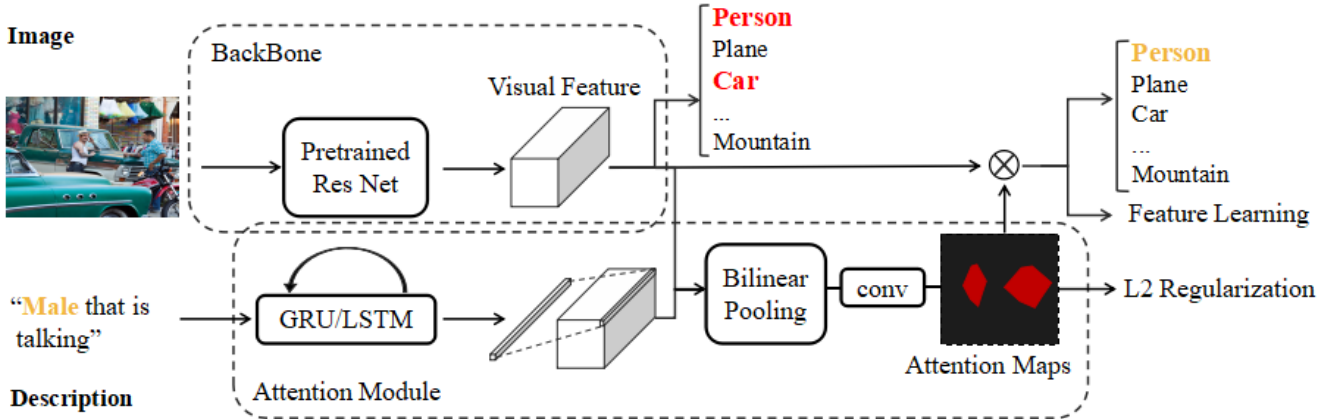 Image
BackBone
Visual Feature
Pretrained
Res Net
Person
Plane
Car
...
Mountain
Person
Plane
Car
...
Mountain
Feature Learning
“Male that is
talking”
Description
GRU/LSTM
Attention Module
Bilinear
Pooling
conv
Attention Maps
L2 Regularization